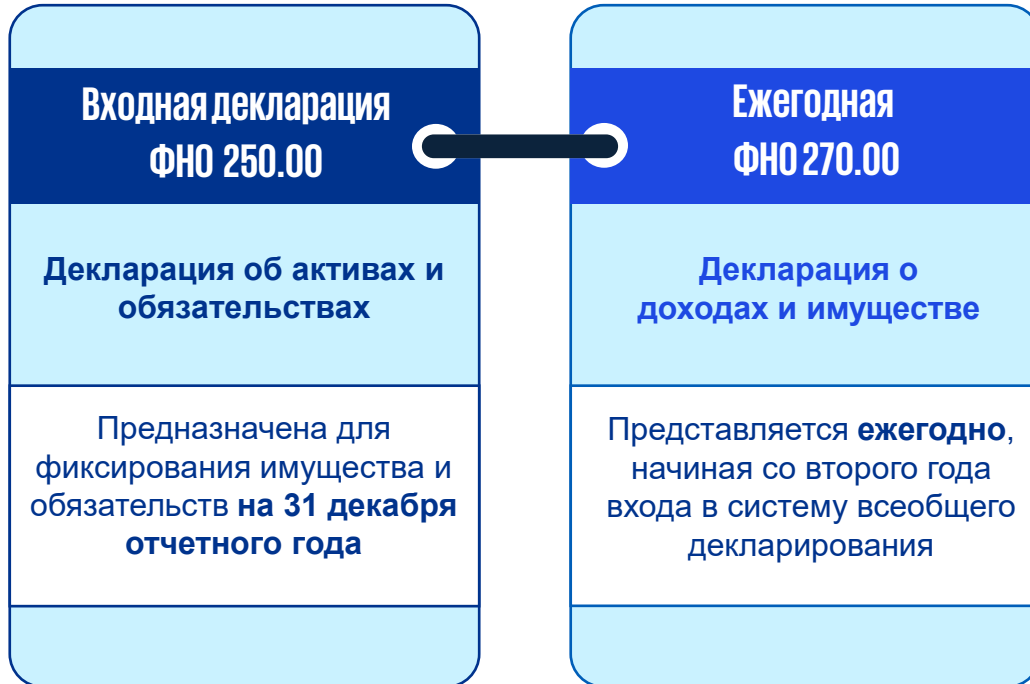 Входная декларация
ФНО 250.00
Декларация об активах и
обязательствах
Предназначена для
фиксирования имущества и
обязательств на 31 декабря
отчетного года
Ежегодная
ФНО 270.00
Декларация о
доходах и имуществе
Представляется ежегодно,
начиная со второго года
входа в систему всеобщего
декларирования